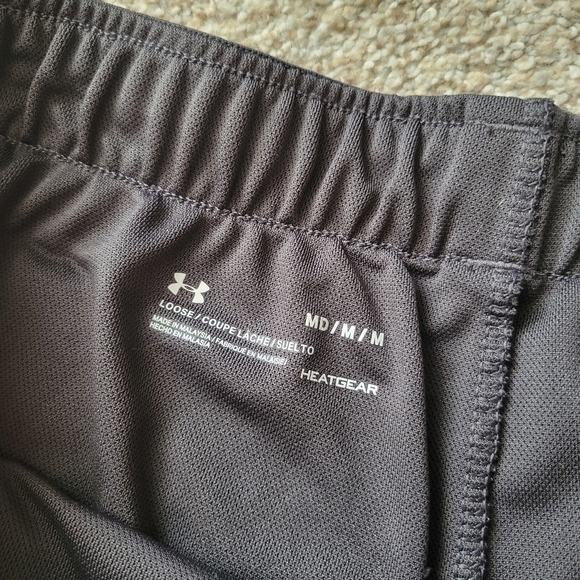 LOOSE / COUPE LÂCHE / SUELTO
MADE IN MALAYSIA / FABRIQUÉ EN MALAISIE
HECHO EN MALASIA
MD / M / M
HEATGEAR